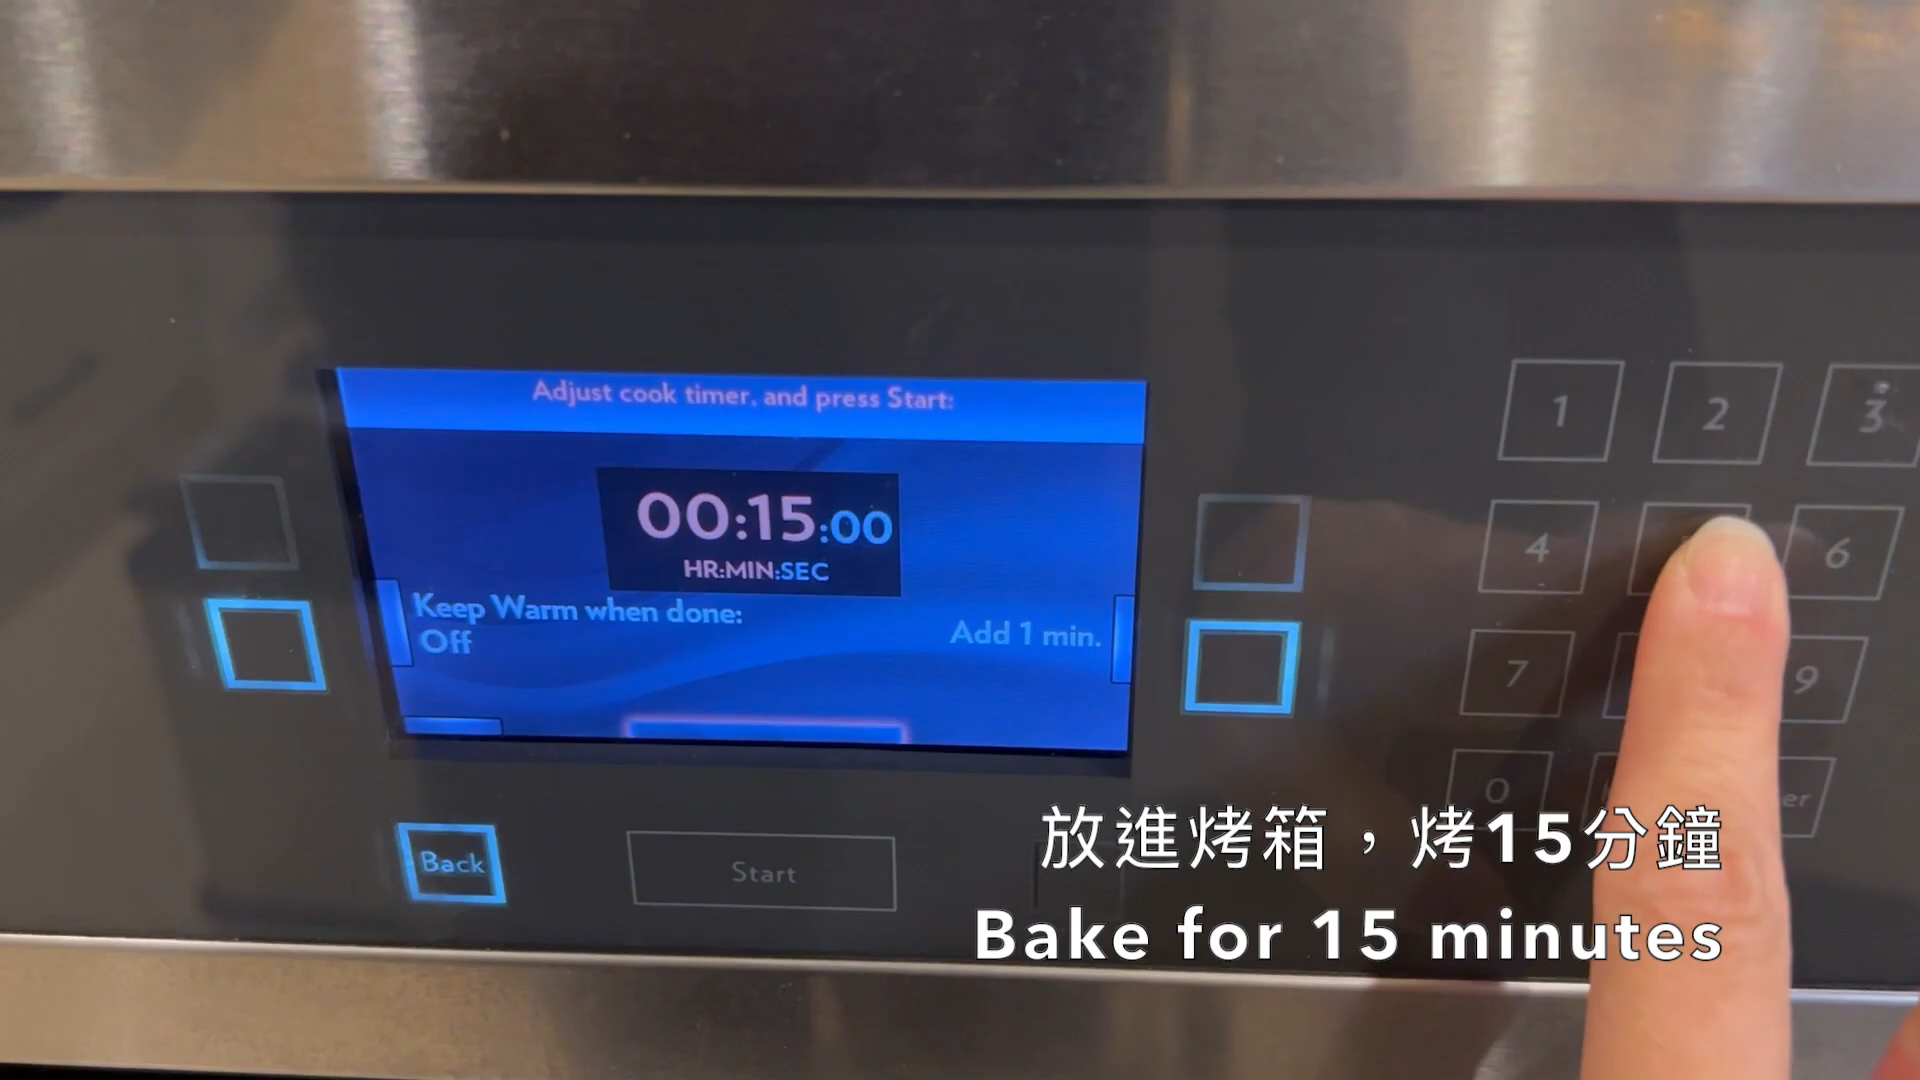 Adjust cook timer, and press Start:
00:15:00
HR:MIN:SEC
Keep Warm when done:
Off
Add 1 min.
1 2 3
4 6
7 9
0
Back
Start
放進烤箱，烤15分鐘
Bake for 15 minutes